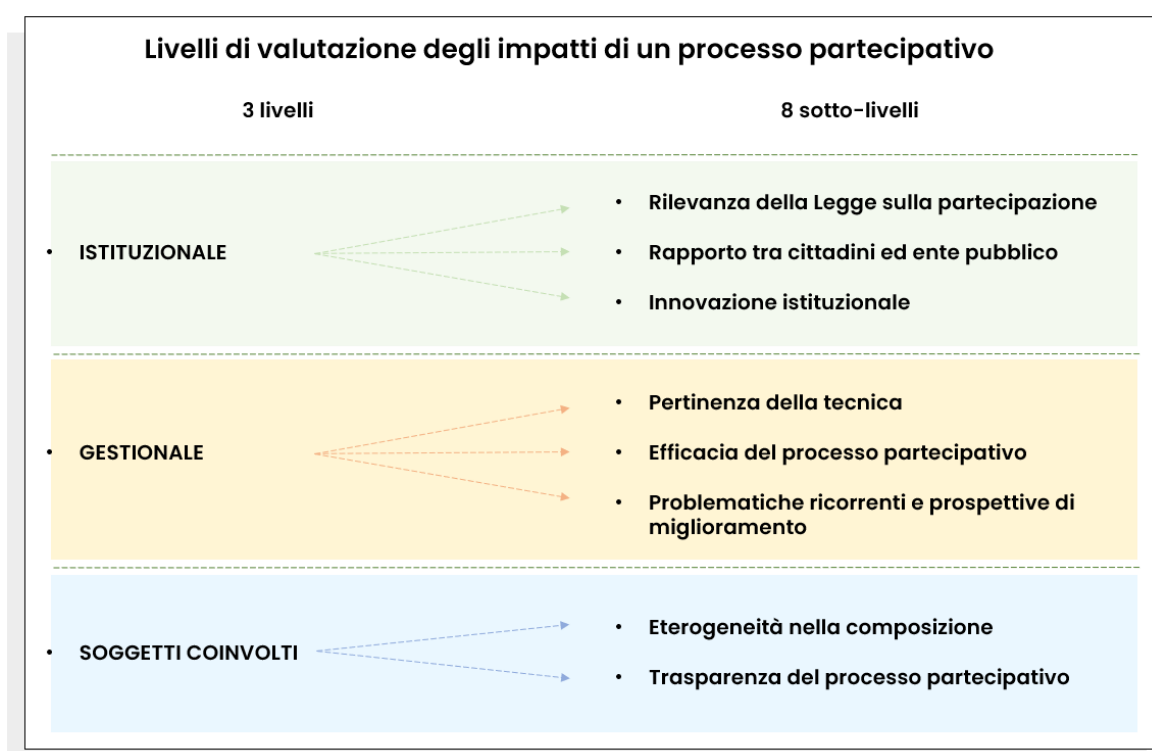 Livelli di valutazione degli impatti di un processo partecipativo
3 livelli
8 sotto-livelli
• ISTITUZIONALE
• Rilevanza della Legge sulla partecipazione
• Rapporto tra cittadini ed ente pubblico
• Innovazione istituzionale
• GESTIONALE
• Pertinenza della tecnica
• Efficacia del processo partecipativo
• Problematiche ricorrenti e prospettive di
miglioramento
• SOGGETTI COINVOLTI
• Eterogeneità nella composizione
• Trasparenza del processo partecipativo